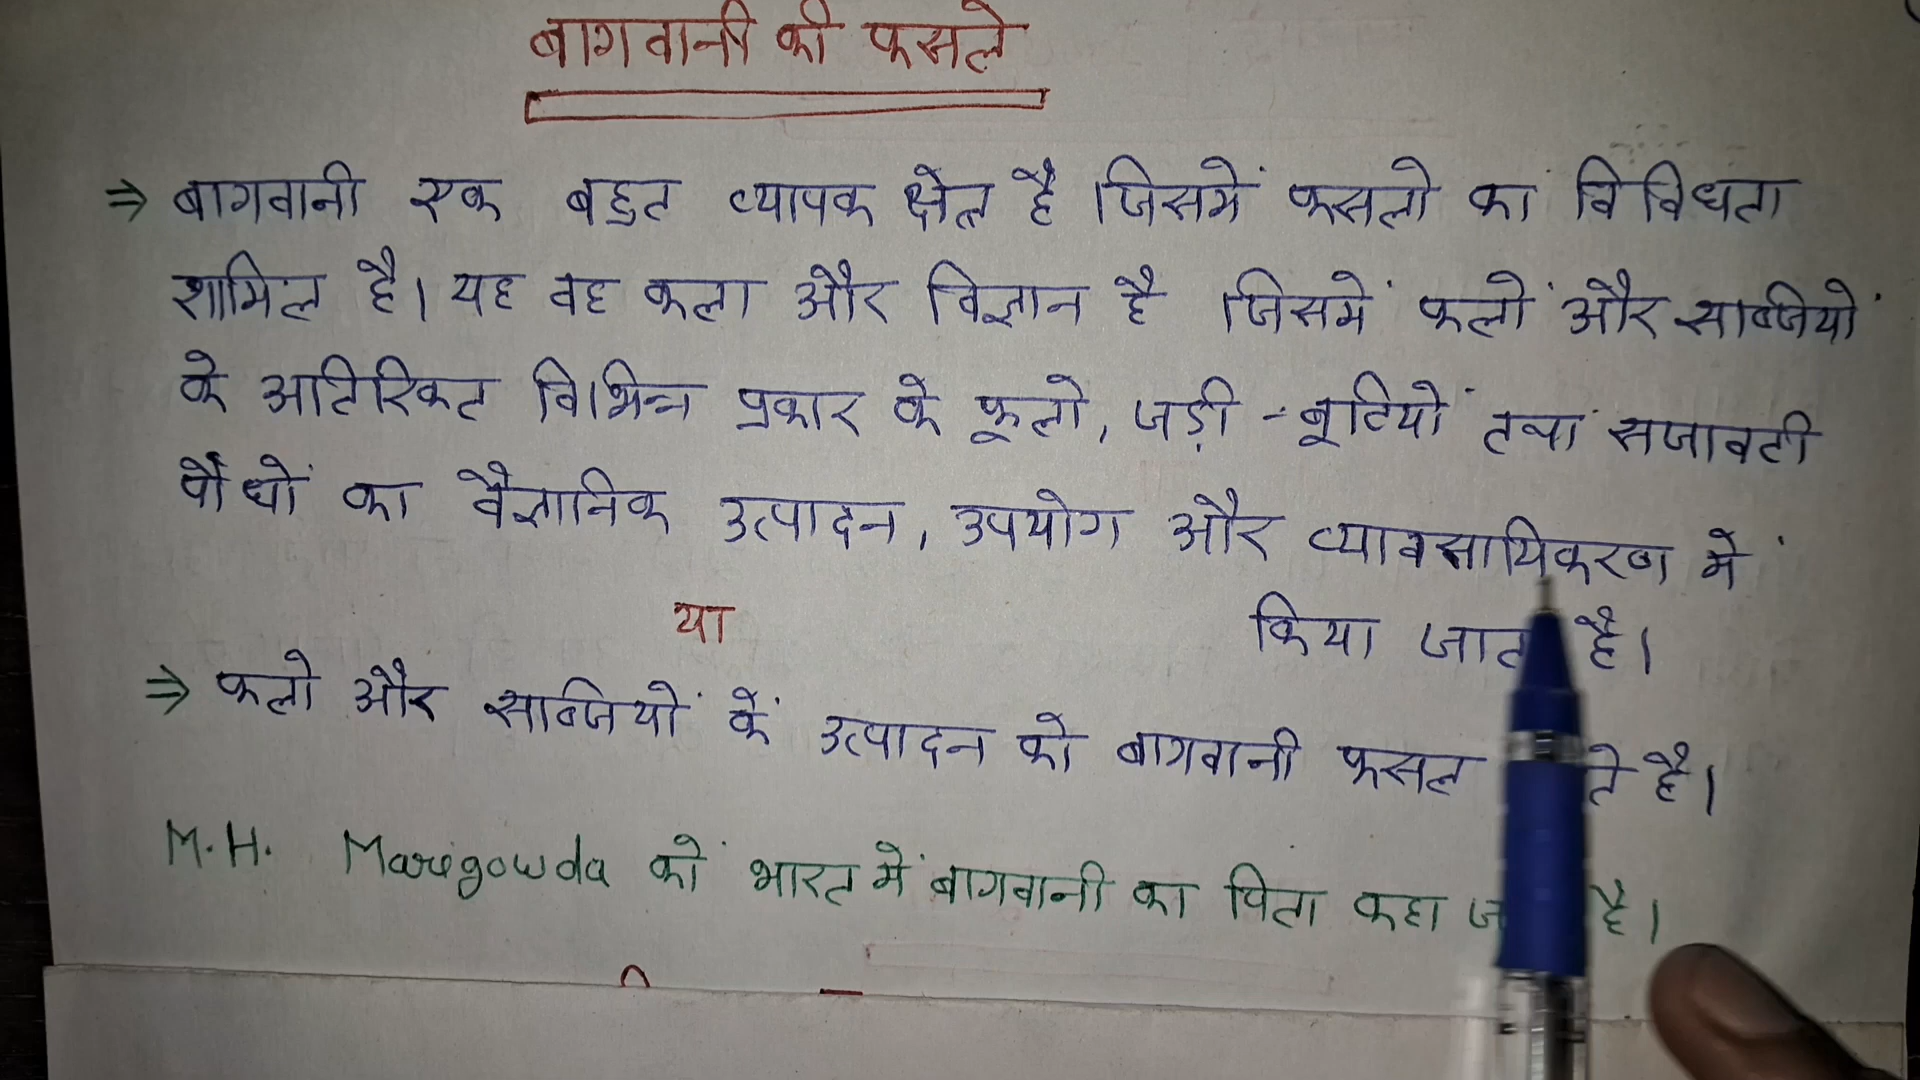 बागवानी की फसले
⇒ बागवानी एक बहुत व्यापक क्षेत्र है जिसमें फसलो का विविधता
शामिल है। यह वह कला और विज्ञान है जिसमें फलों और सब्जियों
के अतिरिक्त विभिन्न प्रकार के फूलो, जड़ी-बूटियों तथा सजावटी
पौधों का वैज्ञानिक उत्पादन, उपयोग और व्यावसायिकरण में
किया जाता है।
या
⇒ फलो और सब्जियों कें उत्पादन को बागवानी फसल है।
M.H. Marigowda को भारत में बागवानी का पिता कहा है।